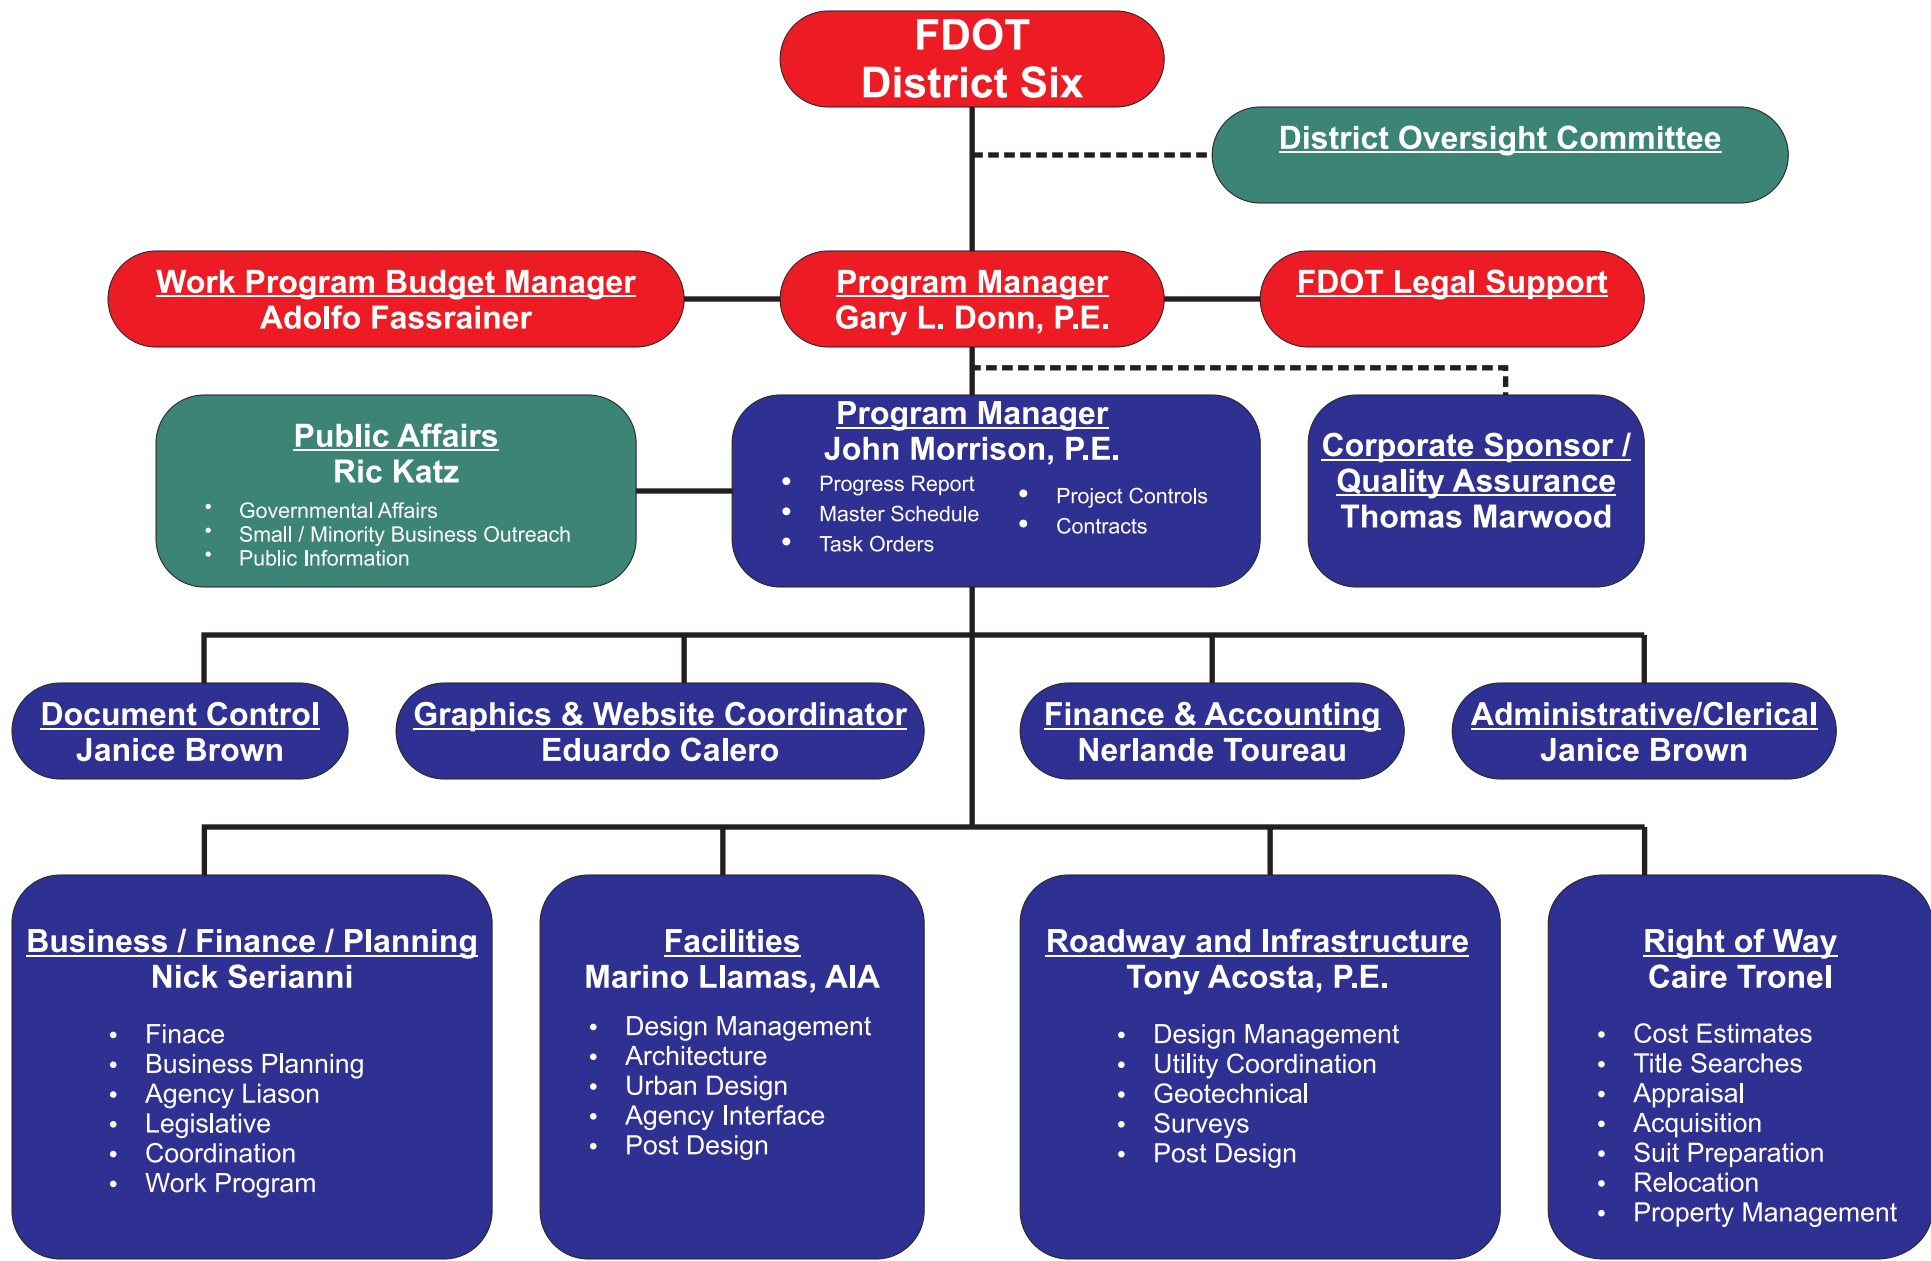 FDOT
District Six
District Oversight Committee
Work Program Budget Manager
Adolfo Fassrainer
Program Manager
Gary L. Donn, P.E.
FDOT Legal Support
Public Affairs
Ric Katz
• Governmental Affairs
• Small / Minority Business Outreach
• Public Information
Program Manager
John Morrison, P.E.
• Progress Report
• Master Schedule
• Task Orders
• Project Controls
• Contracts
Corporate Sponsor /
Quality Assurance
Thomas Marwood
Document Control
Janice Brown
Graphics & Website Coordinator
Eduardo Calero
Finance & Accounting
Nerlande Toureau
Administrative/Clerical
Janice Brown
Business / Finance / Planning
Nick Serianni
• Finace
• Business Planning
• Agency Liason
• Legislative
• Coordination
• Work Program
Facilities
Marino Llamas, AIA
• Design Management
• Architecture
• Urban Design
• Agency Interface
• Post Design
Roadway and Infrastructure
Tony Acosta, P.E.
• Design Management
• Utility Coordination
• Geotechnical
• Surveys
• Post Design
Right of Way
Caire Tronel
• Cost Estimates
• Title Searches
• Appraisal
• Acquisition
• Suit Preparation
• Relocation
• Property Management